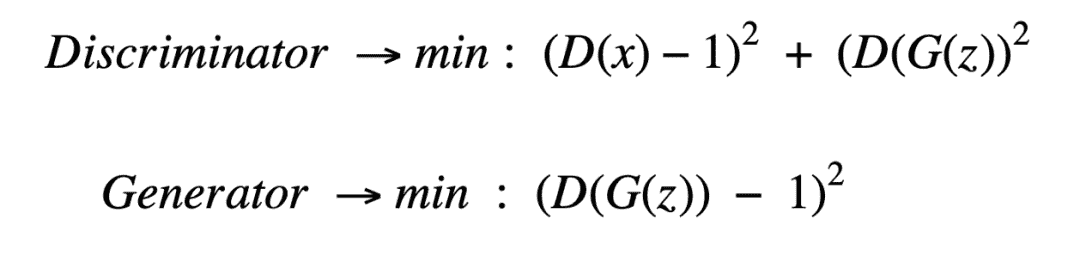 Discriminator → min : (D(x) − 1)² + (D(G(z))²
Generator → min : (D(G(z)) − 1)²